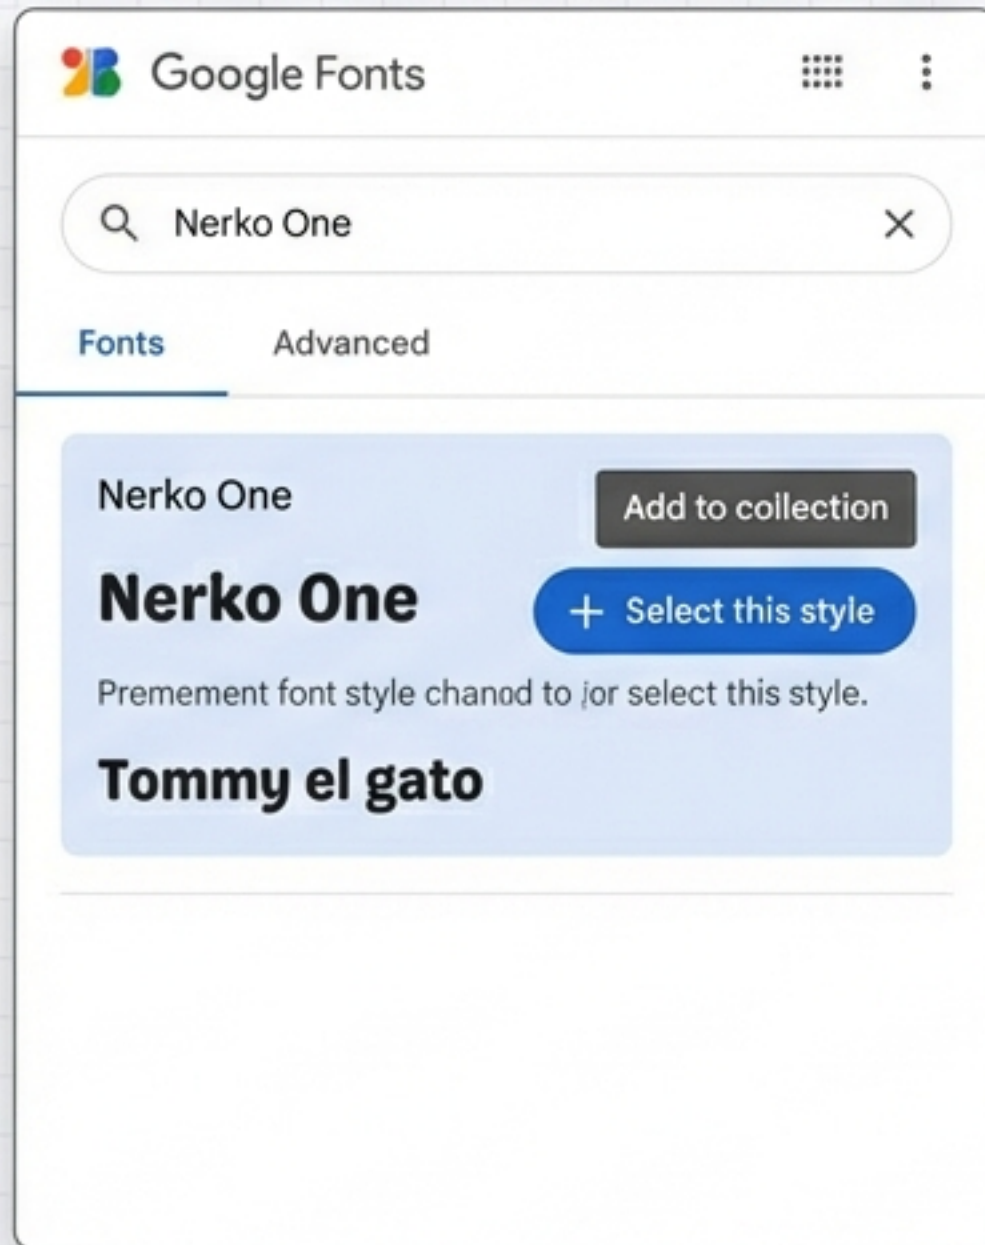 Google Fonts
Nerko One
Fonts
Advanced
Nerko One
Add to collection
Nerko One
Select this style
Premement font style chanod to jor select this style.
Tommy el gato